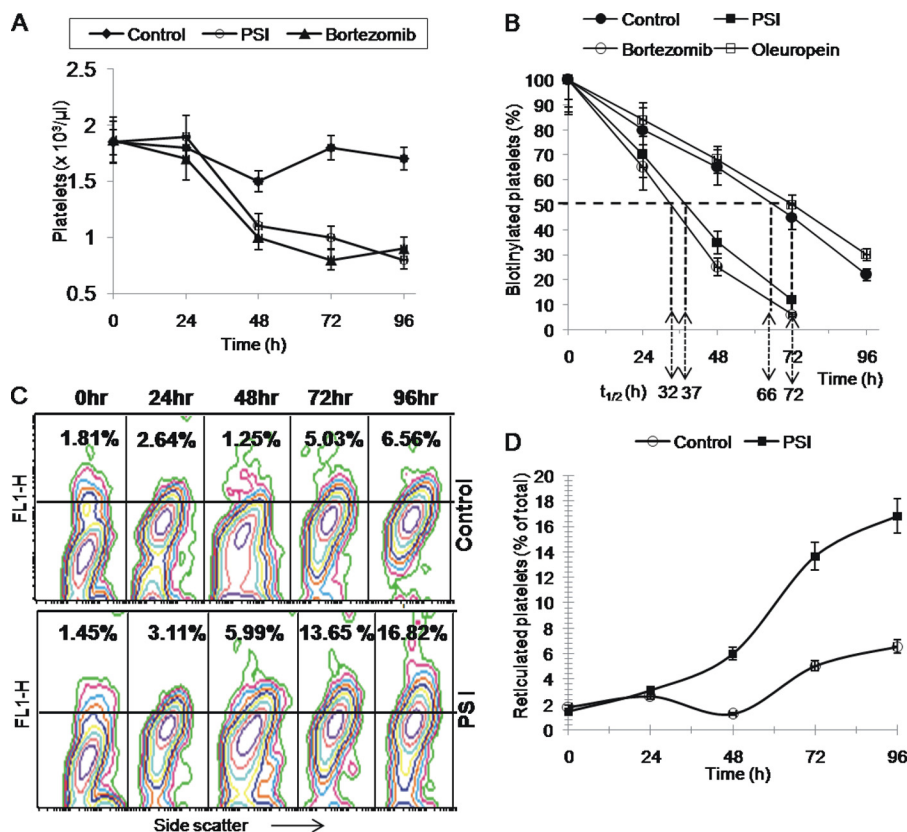 A
Control PSI Bortezomib
Platelets (x 10³/µl)
2.5
2
1.5
1
0.5
0 24 48 72 96
Time (h)
B
Control PSI
Bortezomib Oleuropein
Biotinylated platelets (%)
100
90
80
70
60
50
40
30
20
10
0
0 24 48 72 96
t1/2 (h) 32 37 66 72 Time (h)
C
0hr 24hr 48hr 72hr 96hr
1.81% 2.64% 1.25% 5.03% 6.56%
FL1-H
Control
1.45% 3.11% 5.99% 13.65 % 16.82%
FL1-H
PSI
Side scatter
D
Control PSI
Reticulated platelets (% of total)
20
18
16
14
12
10
8
6
4
2
0
0 24 48 72 96
Time (h)